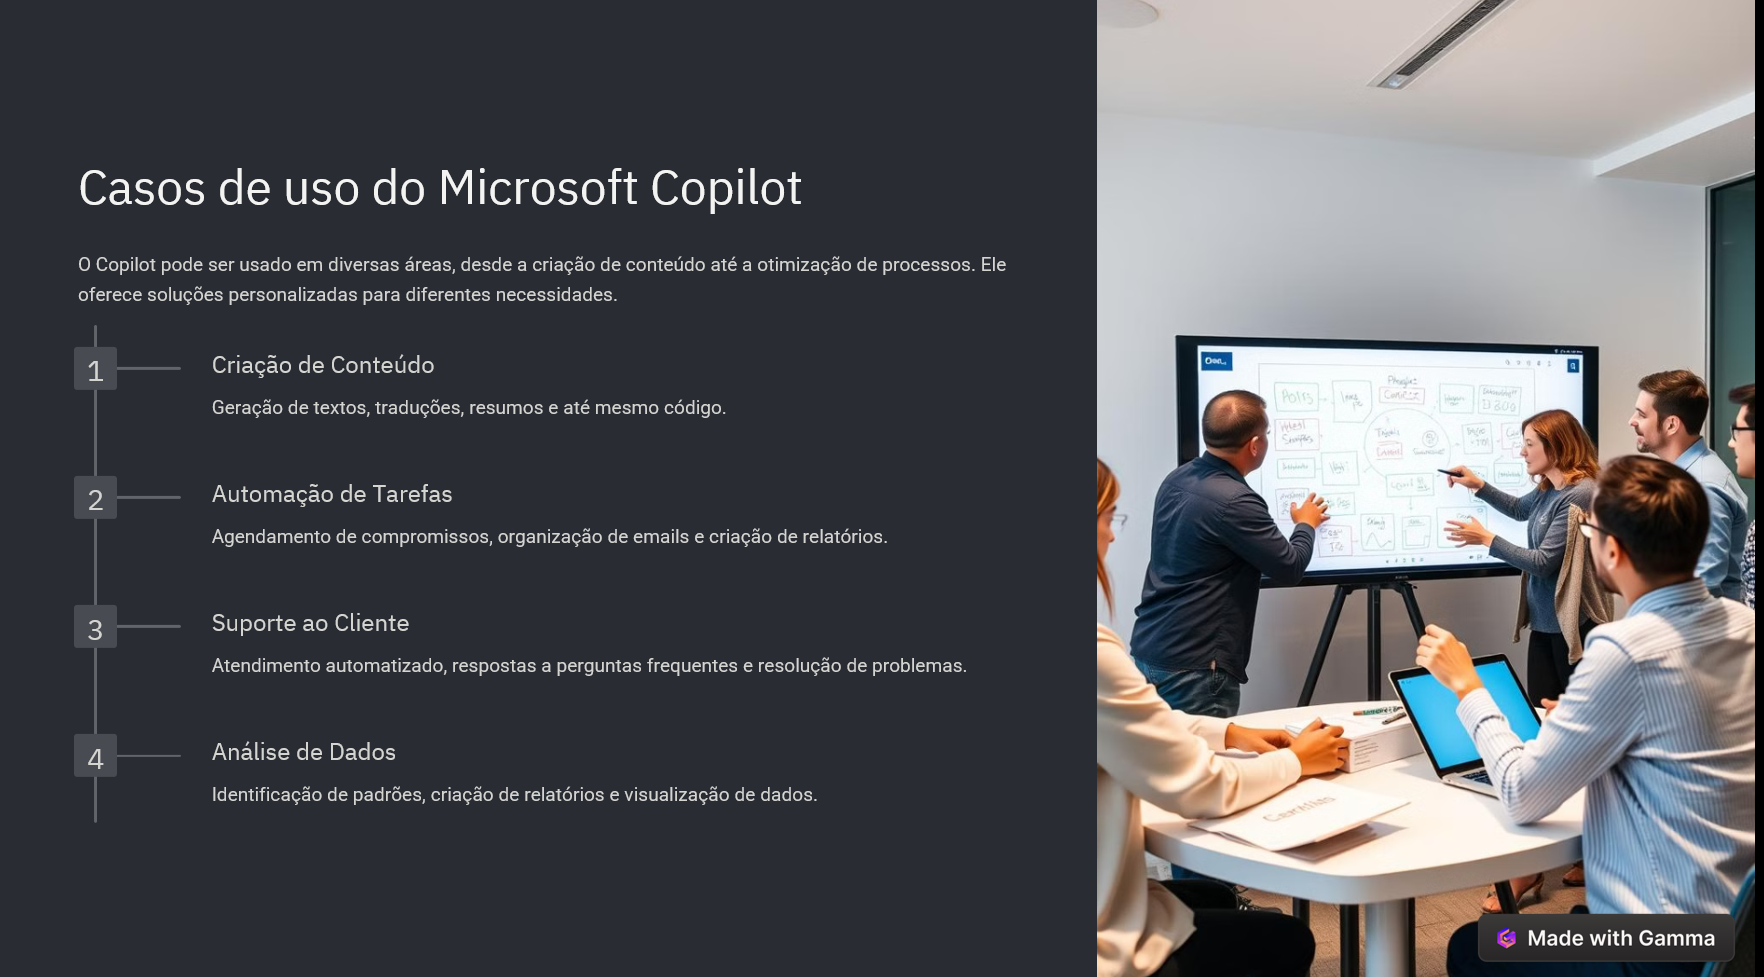 Casos de uso do Microsoft Copilot
O Copilot pode ser usado em diversas áreas, desde a criação de conteúdo até a otimização de processos. Ele
oferece soluções personalizadas para diferentes necessidades.
1
Criação de Conteúdo
Geração de textos, traduções, resumos e até mesmo código.
2
Automação de Tarefas
Agendamento de compromissos, organização de emails e criação de relatórios.
3
Suporte ao Cliente
Atendimento automatizado, respostas a perguntas frequentes e resolução de problemas.
4
Análise de Dados
Identificação de padrões, criação de relatórios e visualização de dados.
Made with Gamma